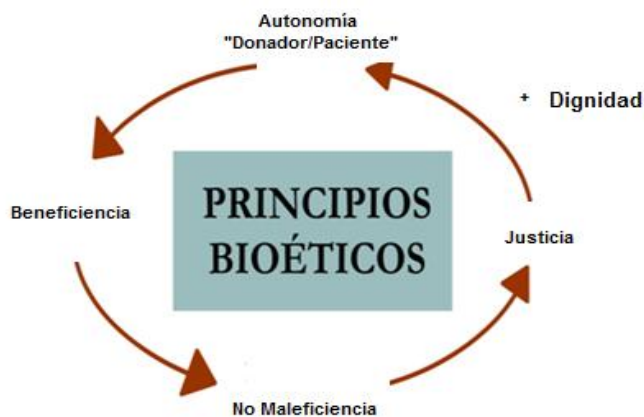 Autonomía
"Donador/Paciente"
+ Dignidad
PRINCIPIOS
BIOÉTICOS
Beneficiencia
Justicia
No Maleficiencia